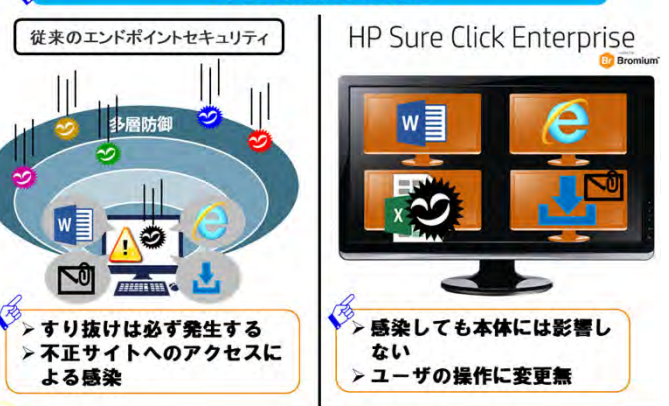 従来のエンドポイントセキュリティ
多層防御
W
➢すり抜けは必ず発生する
➢不正サイトへのアクセスに
よる感染
HP Sure Click Enterprise
Br Bromium
W
X
➢感染しても本体には影響し
ない
➢ユーザの操作に変更無